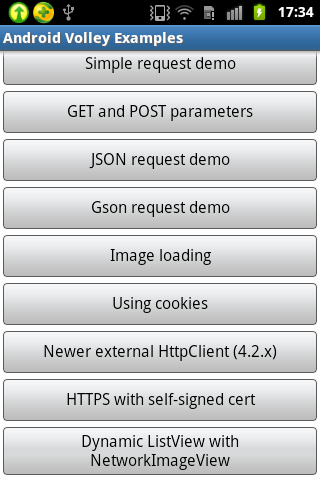 17:34
Android Volley Examples
Simple request demo
GET and POST parameters
JSON request demo
Gson request demo
Image loading
Using cookies
Newer external HttpClient (4.2.x)
HTTPS with self-signed cert
Dynamic ListView with
NetworkImageView